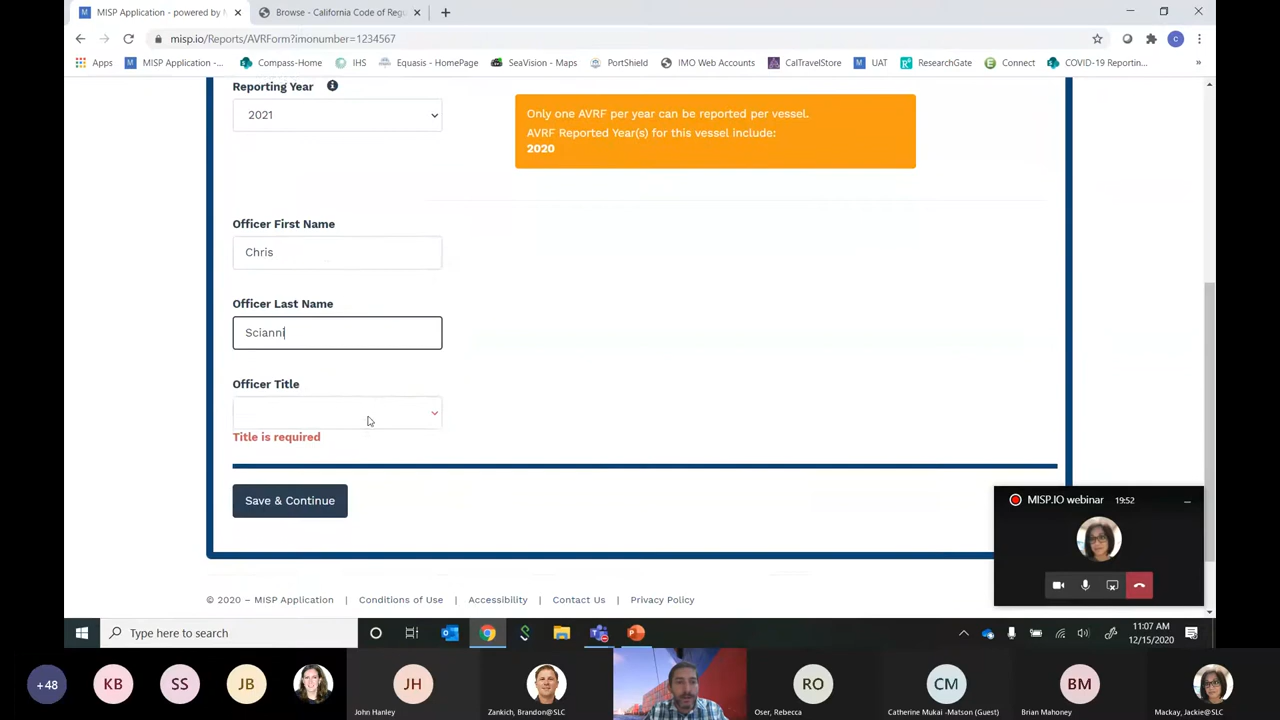 MISP Application - powered by
Browse - California Code of Regu
misp.io/Reports/AVRForm?imonumber=1234567
C
Apps
M
MISP Application -...
Compass-Home
IHS
Equasis - HomePage
SeaVision - Maps
PortShield
IMO Web Accounts
CalTravelStore
M
UAT
ResearchGate
Connect
COVID-19 Reportin...
»
Reporting Year
2021
Only one AVRF per year can be reported per vessel.
AVRF Reported Year(s) for this vessel include:
2020
Officer First Name
Chris
Officer Last Name
Scianni
Officer Title
Title is required
Save & Continue
MISP.IO webinar 19:52
© 2020 – MISP Application | Conditions of Use | Accessibility | Contact Us | Privacy Policy
Type here to search
11:07 AM
12/15/2020
+48
KB
SS
JB
JH
John Hanley
Zankich, Brandon@SLC
RO
Oser, Rebecca
CM
Catherine Mukai -Matson (Guest)
BM
Brian Mahoney
Mackay, Jackie@SLC